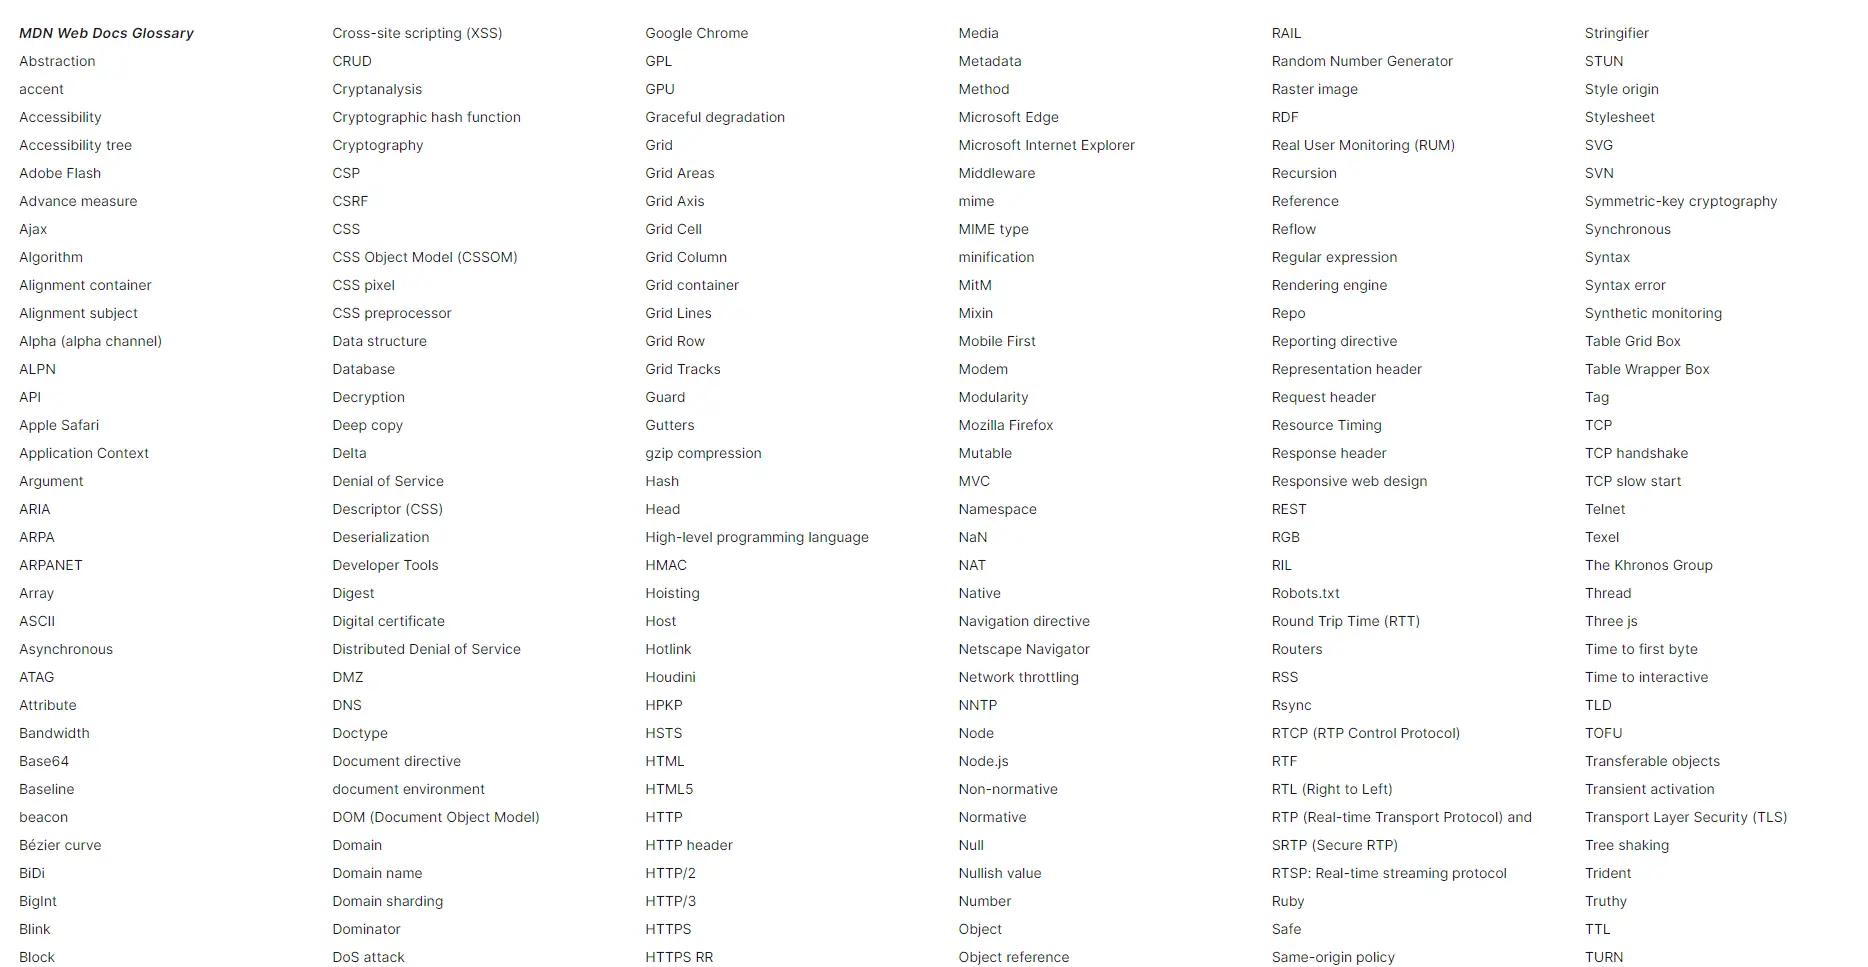 MDN Web Docs Glossary
Abstraction
accent
Accessibility
Accessibility tree
Adobe Flash
Advance measure
Ajax
Algorithm
Alignment container
Alignment subject
Alpha (alpha channel)
ALPN
API
Apple Safari
Application Context
Argument
ARIA
ARPA
ARPANET
Array
ASCII
Asynchronous
ATAG
Attribute
Bandwidth
Base64
Baseline
beacon
Bézier curve
BiDi
BigInt
Blink
Block
Cross-site scripting (XSS)
CRUD
Cryptanalysis
Cryptographic hash function
Cryptography
CSP
CSRF
CSS
CSS Object Model (CSSOM)
CSS pixel
CSS preprocessor
Data structure
Database
Decryption
Deep copy
Delta
Denial of Service
Descriptor (CSS)
Deserialization
Developer Tools
Digest
Digital certificate
Distributed Denial of Service
DMZ
DNS
Doctype
Document directive
document environment
DOM (Document Object Model)
Domain
Domain name
Domain sharding
Dominator
DoS attack
Google Chrome
GPL
GPU
Graceful degradation
Grid
Grid Areas
Grid Axis
Grid Cell
Grid Column
Grid container
Grid Lines
Grid Row
Grid Tracks
Guard
Gutters
gzip compression
Hash
Head
High-level programming language
HMAC
Hoisting
Host
Hotlink
Houdini
HPKP
HSTS
HTML
HTML5
HTTP
HTTP header
HTTP/2
HTTP/3
HTTPS
HTTPS RR
Media
Metadata
Method
Microsoft Edge
Microsoft Internet Explorer
Middleware
mime
MIME type
minification
MitM
Mixin
Mobile First
Modem
Modularity
Mozilla Firefox
Mutable
MVC
Namespace
NaN
NAT
Native
Navigation directive
Netscape Navigator
Network throttling
NNTP
Node
Node.js
Non-normative
Normative
Null
Nullish value
Number
Object
Object reference
RAIL
Random Number Generator
Raster image
RDF
Real User Monitoring (RUM)
Recursion
Reference
Reflow
Regular expression
Rendering engine
Repo
Reporting directive
Representation header
Request header
Resource Timing
Response header
Responsive web design
REST
RGB
RIL
Robots.txt
Round Trip Time (RTT)
Routers
RSS
Rsync
RTCP (RTP Control Protocol)
RTF
RTL (Right to Left)
RTP (Real-time Transport Protocol) and
SRTP (Secure RTP)
RTSP: Real-time streaming protocol
Ruby
Safe
Same-origin policy
Stringifier
STUN
Style origin
Stylesheet
SVG
SVN
Symmetric-key cryptography
Synchronous
Syntax
Syntax error
Synthetic monitoring
Table Grid Box
Table Wrapper Box
Tag
TCP
TCP handshake
TCP slow start
Telnet
Texel
The Khronos Group
Thread
Three js
Time to first byte
Time to interactive
TLD
TOFU
Transferable objects
Transient activation
Transport Layer Security (TLS)
Tree shaking
Trident
Truthy
TTL
TURN